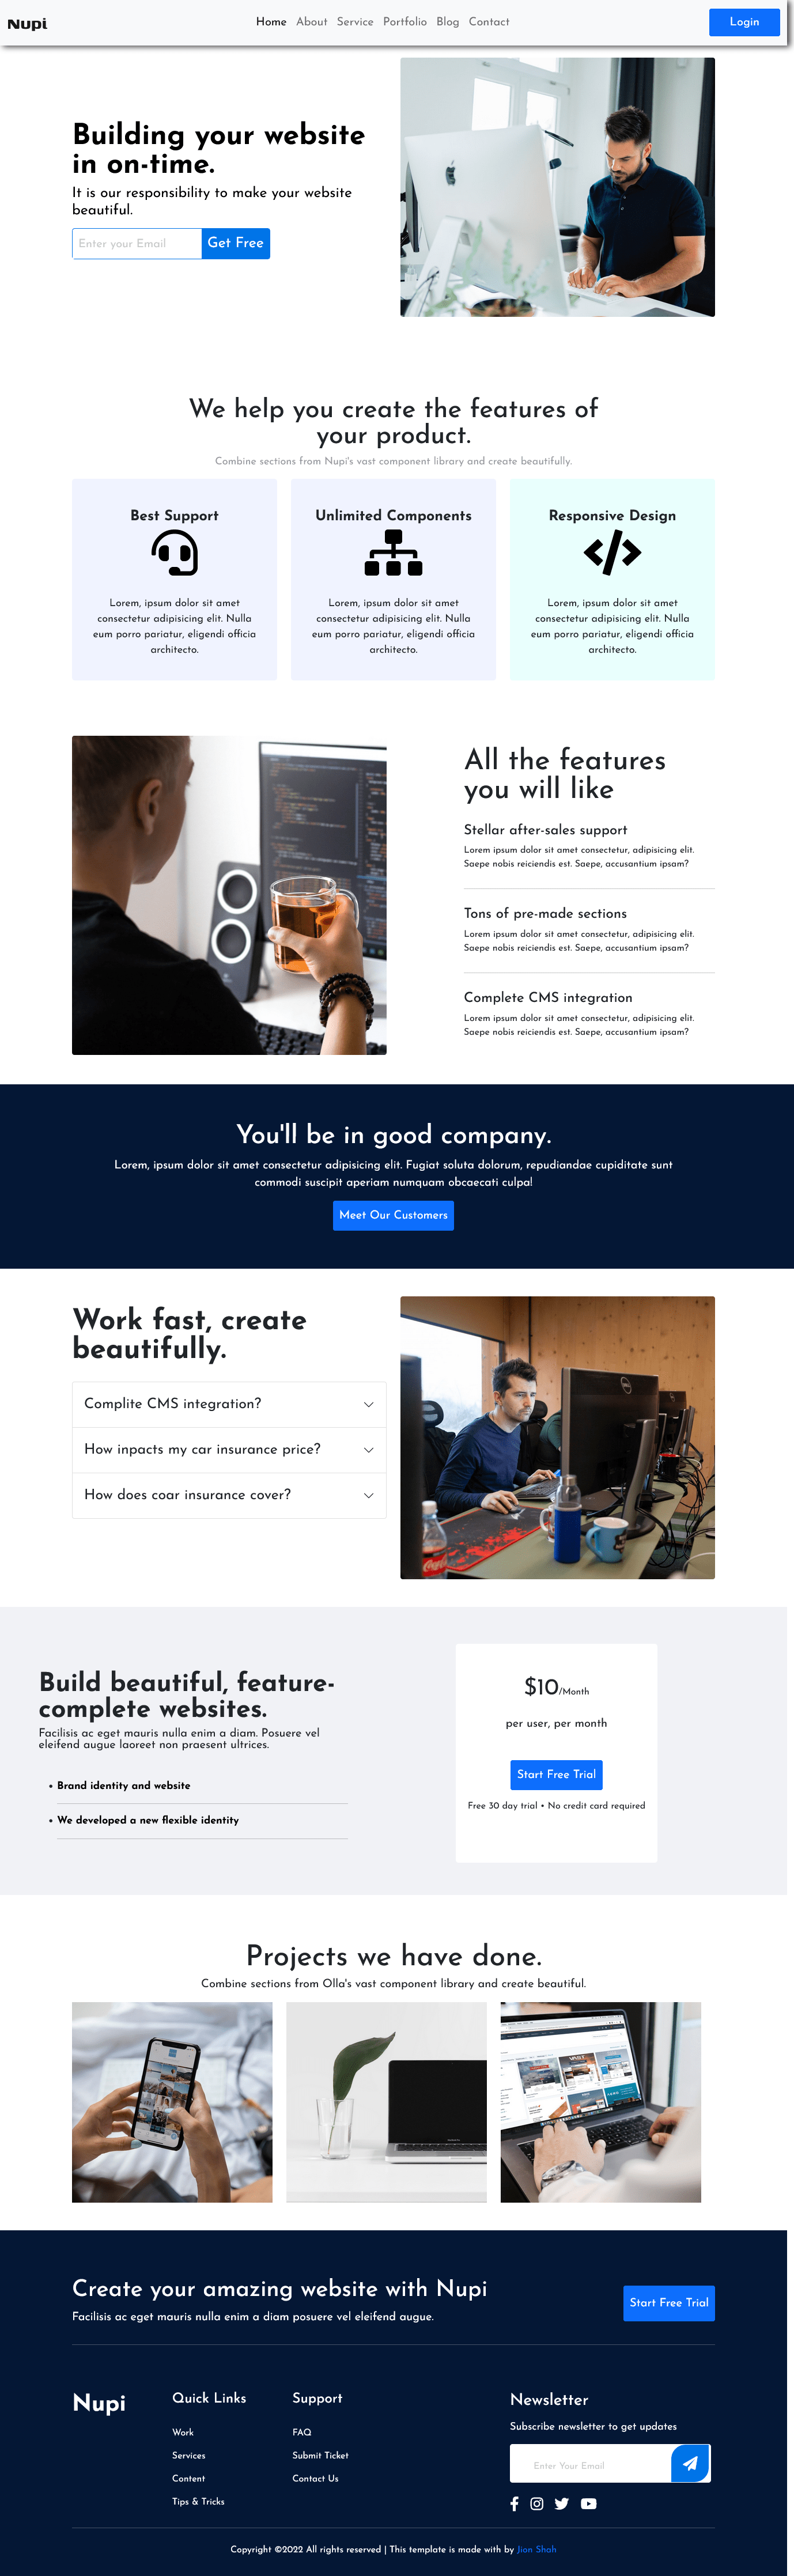 Nupi
Home About Service Portfolio Blog Contact
Login
Building your website
in on-time.
It is our responsibility to make your website
beautiful.
Enter your Email
Get Free
We help you create the features of
your product.
Combine sections from Nupi's vast component library and create beautifully.
Best Support
Lorem, ipsum dolor sit amet
consectetur adipisicing elit. Nulla
eum porro pariatur, eligendi officia
architecto.
Unlimited Components
Lorem, ipsum dolor sit amet
consectetur adipisicing elit. Nulla
eum porro pariatur, eligendi officia
architecto.
Responsive Design
Lorem, ipsum dolor sit amet
consectetur adipisicing elit. Nulla
eum porro pariatur, eligendi officia
architecto.
All the features
you will like
Stellar after-sales support
Lorem ipsum dolor sit amet consectetur, adipisicing elit.
Saepe nobis reiciendis est. Saepe, accusantium ipsam?
Tons of pre-made sections
Lorem ipsum dolor sit amet consectetur, adipisicing elit.
Saepe nobis reiciendis est. Saepe, accusantium ipsam?
Complete CMS integration
Lorem ipsum dolor sit amet consectetur, adipisicing elit.
Saepe nobis reiciendis est. Saepe, accusantium ipsam?
You'll be in good company.
Lorem, ipsum dolor sit amet consectetur adipisicing elit. Fugiat soluta dolorum, repudiandae cupiditate sunt
commodi suscipit aperiam numquam obcaecati culpa!
Meet Our Customers
Work fast, create
beautifully.
Complite CMS integration?
How inpacts my car insurance price?
How does coar insurance cover?
Build beautiful, feature-
complete websites.
Facilisis ac eget mauris nulla enim a diam. Posuere vel
eleifend augue laoreet non praesent ultrices.
• Brand identity and website
• We developed a new flexible identity
$10/Month
per user, per month
Start Free Trial
Free 30 day trial • No credit card required
Projects we have done.
Combine sections from Olla's vast component library and create beautiful.
Create your amazing website with Nupi
Facilisis ac eget mauris nulla enim a diam posuere vel eleifend augue.
Start Free Trial
Nupi
Quick Links
Work
Services
Content
Tips & Tricks
Support
FAQ
Submit Ticket
Contact Us
Newsletter
Subscribe newsletter to get updates
Enter Your Email
Copyright ©2022 All rights reserved | This template is made with by Jion Shah